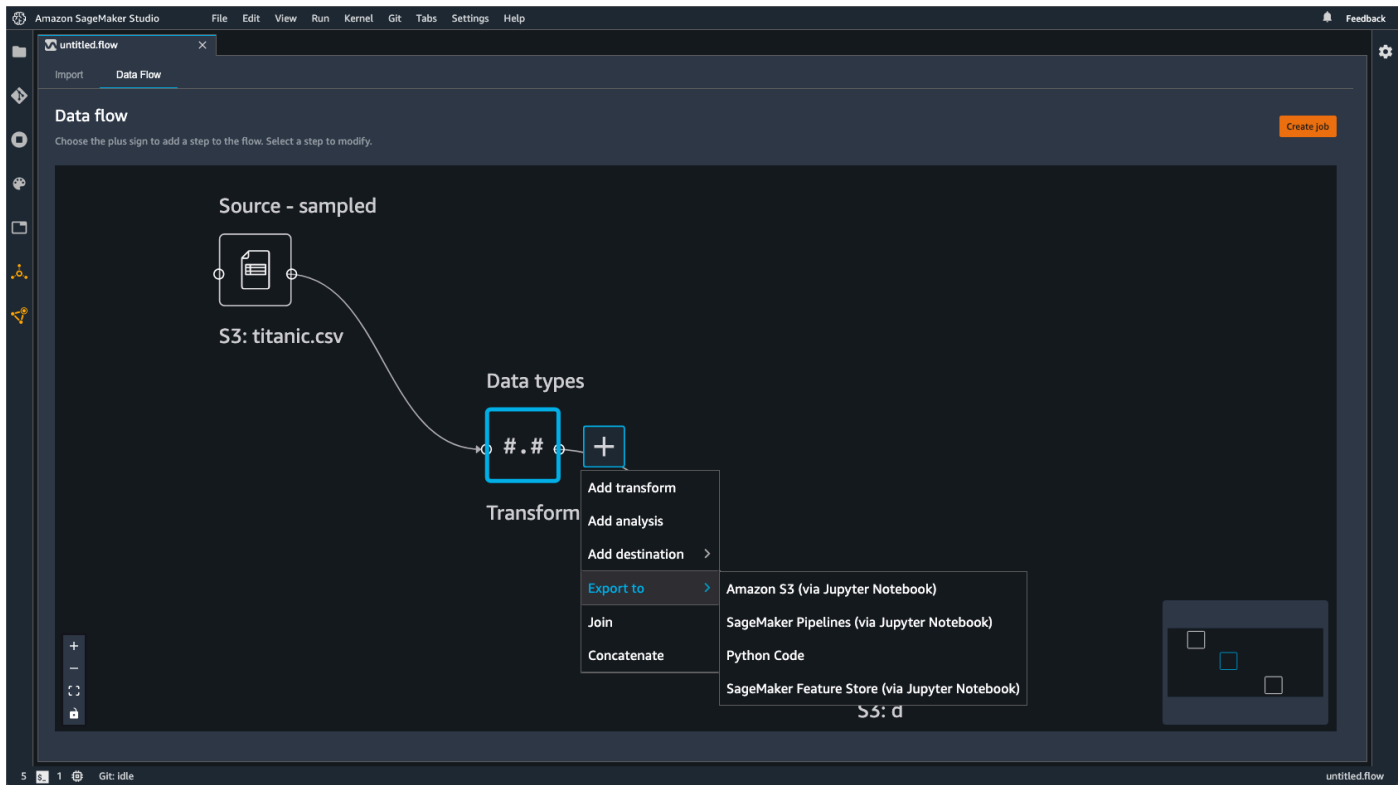 Amazon SageMaker Studio File Edit View Run Kernel Git Tabs Settings Help Feedback
untitled.flow
Import Data Flow
Data flow
Create job
Choose the plus sign to add a step to the flow. Select a step to modify.
Source - sampled
S3: titanic.csv
Data types
#.#
Transform
Add transform
Add analysis
Add destination
Export to
Join
Concatenate
Amazon S3 (via Jupyter Notebook)
SageMaker Pipelines (via Jupyter Notebook)
Python Code
SageMaker Feature Store (via Jupyter Notebook)
S3: d
5 $_ 1 Git: idle untitled.flow